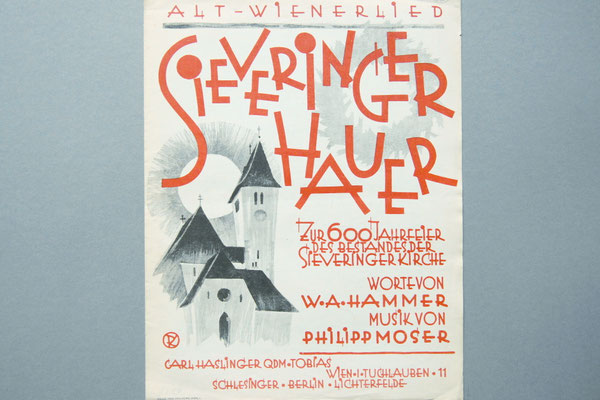 ALT-WIENERLIED
SIEVERINGER
HAUER
ZUR 600 JAHRFEIER
DES BESTANDES DER
SIEVERINGER KIRCHE
WORTE VON
W.A.HAMMER
MUSIK VON
PHILIPP MOSER
CARL HASLINGER QDM•TOBIAS
WIEN•I•TUCHLAUBEN•11
SCHLESINGER•BERLIN•LICHTERFELDE